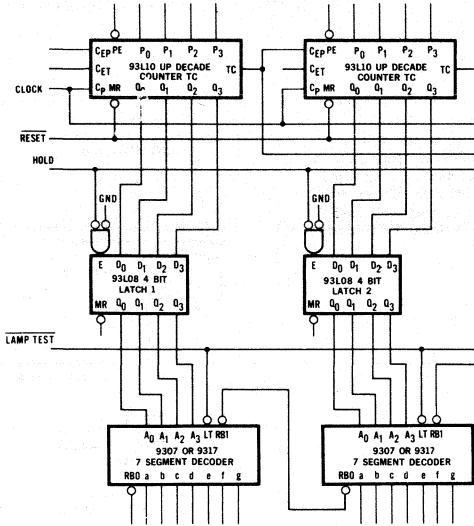 CEP PE P0 P1 P2 P3
CET 93L10 UP DECADE COUNTER TC TC
CP MR Q0 Q1 Q2 Q3
CEP PE P0 P1 P2 P3
CET 93L10 UP DECADE COUNTER TC TC
CP MR Q0 Q1 Q2 Q3
CLOCK
RESET
HOLD
GND
GND
E D0 D1 D2 D3
93L08 4 BIT
LATCH 1
MR Q0 Q1 Q2 Q3
E D0 D1 D2 D3
93L08 4 BIT
LATCH 2
MR Q0 Q1 Q2 Q3
LAMP TEST
A0 A1 A2 A3 LT RB1
9307 OR 9317
7 SEGMENT DECODER
RBO a b c d e f g
A0 A1 A2 A3 LT RB1
9307 OR 9317
7 SEGMENT DECODER
RBO a b c d e f g